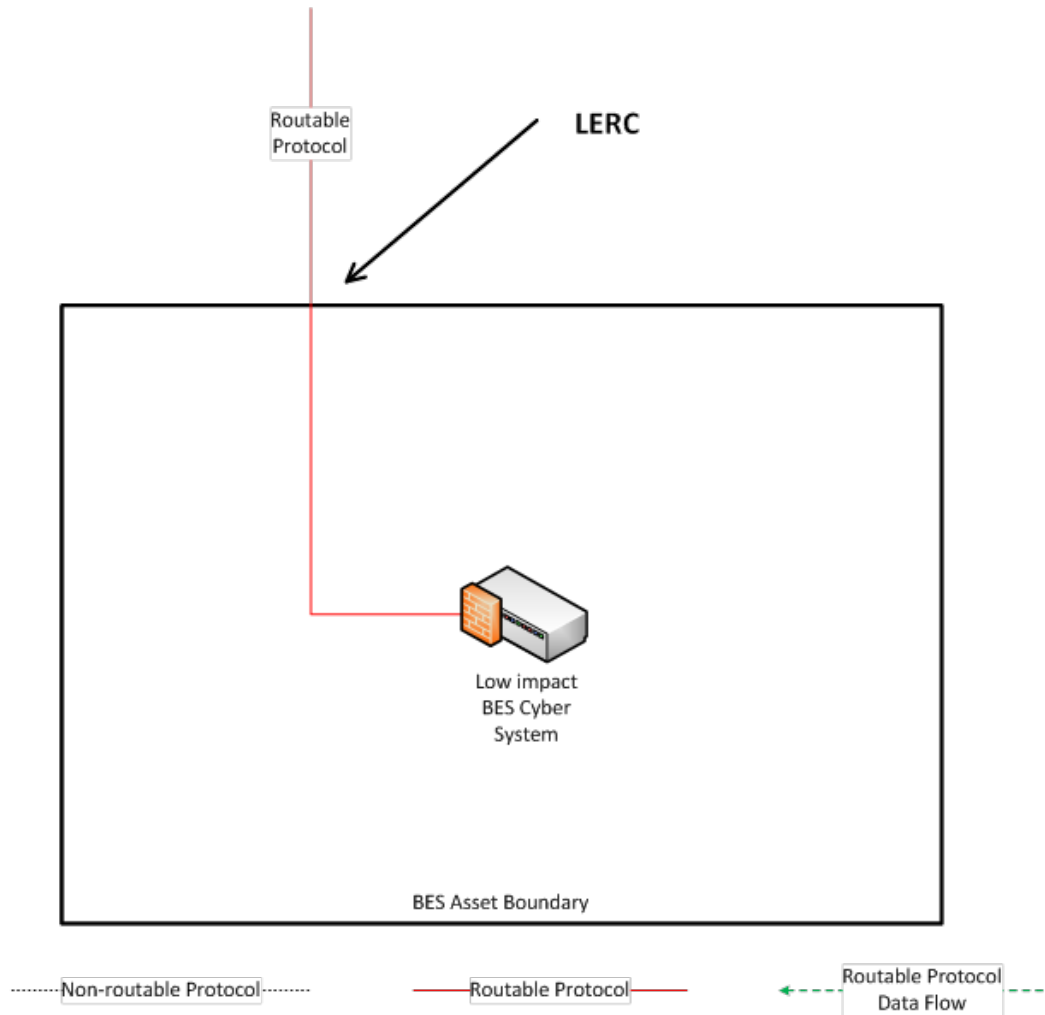 Routable
Protocol
LERC
Low impact
BES Cyber
System
BES Asset Boundary
Non-routable Protocol
Routable Protocol
Routable Protocol
Data Flow